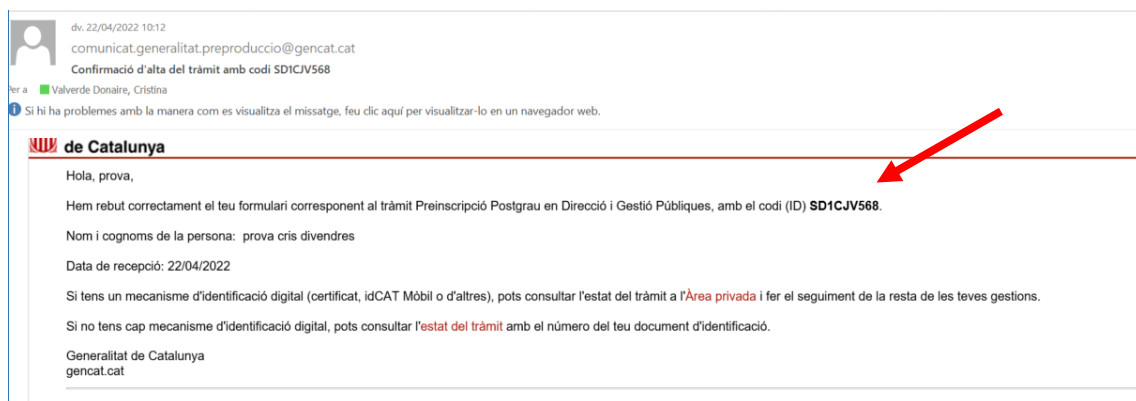 dv. 22/04/2022 10:12
comunicat.generalitat.preproduccio@gencat.cat
Confirmació d'alta del tràmit amb codi SD1CJV568
Per a Valverde Donaire, Cristina
Si hi ha problemes amb la manera com es visualitza el missatge, feu clic aquí per visualitzar-lo en un navegador web.
de Catalunya
Hola, prova,
Hem rebut correctament el teu formulari corresponent al tràmit Preinscripció Postgrau en Direcció i Gestió Públiques, amb el codi (ID) SD1CJV568.
Nom i cognoms de la persona: prova cris divendres
Data de recepció: 22/04/2022
Si tens un mecanisme d'identificació digital (certificat, idCAT Mòbil o d'altres), pots consultar l'estat del tràmit a l'Àrea privada i fer el seguiment de la resta de les teves gestions.
Si no tens cap mecanisme d'identificació digital, pots consultar l'estat del tràmit amb el número del teu document d'identificació.
Generalitat de Catalunya
gencat.cat